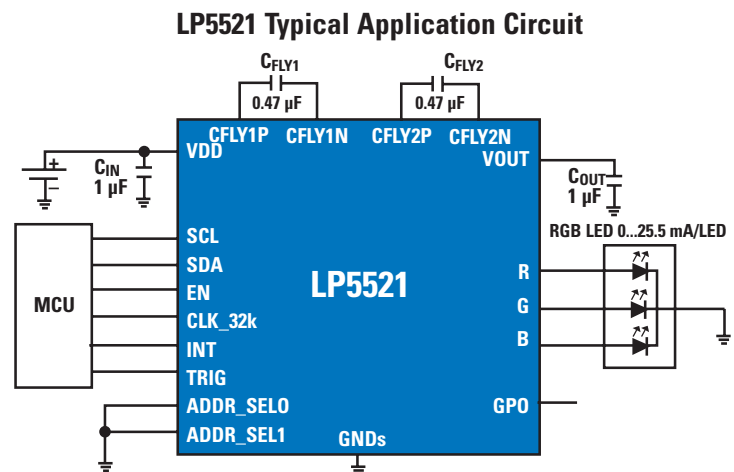 LP5521 Typical Application Circuit
CFLY1
0.47 µF
CFLY2
0.47 µF
CFLY1P
CFLY1N
CFLY2P
CFLY2N
VDD
VOUT
+
–
CIN
1 µF
COUT
1 µF
RGB LED 0...25.5 mA/LED
MCU
SCL
SDA
EN
CLK_32k
INT
TRIG
ADDR_SEL0
ADDR_SEL1
LP5521
R
G
B
GPO
GNDs